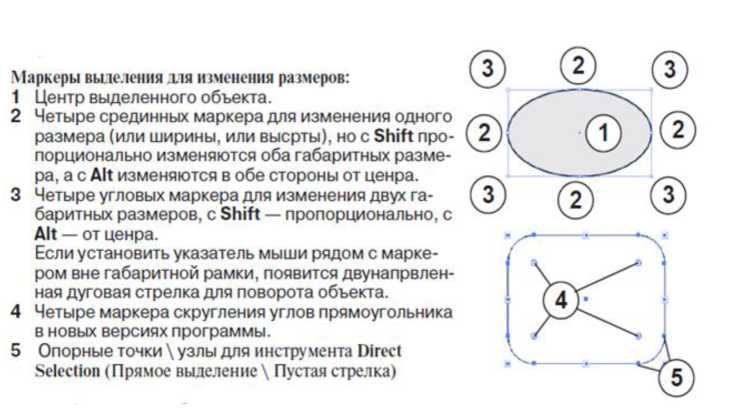 Маркеры выделения для изменения размеров:
1 Центр выделенного объекта.
2 Четыре срединных маркера для изменения одного
размера (или ширины, или высрты), но с Shift про-
порционально изменяются оба габаритных разме-
ра, а с Alt изменяются в обе стороны от ценра.
3 Четыре угловых маркера для изменения двух га-
баритных размеров, с Shift — пропорционально, с
Alt — от ценра.
Если установить указатель мыши рядом с марке-
ром вне габаритной рамки, появится двунапрвлен-
ная дуговая стрелка для поворота объекта.
4 Четыре маркера скругления углов прямоугольника
в новых версиях программы.
5 Опорные точки \ узлы для инструмента Direct
Selection (Прямое выделение \ Пустая стрелка)
3 2 3
2 1 2
3 2 3
4
5